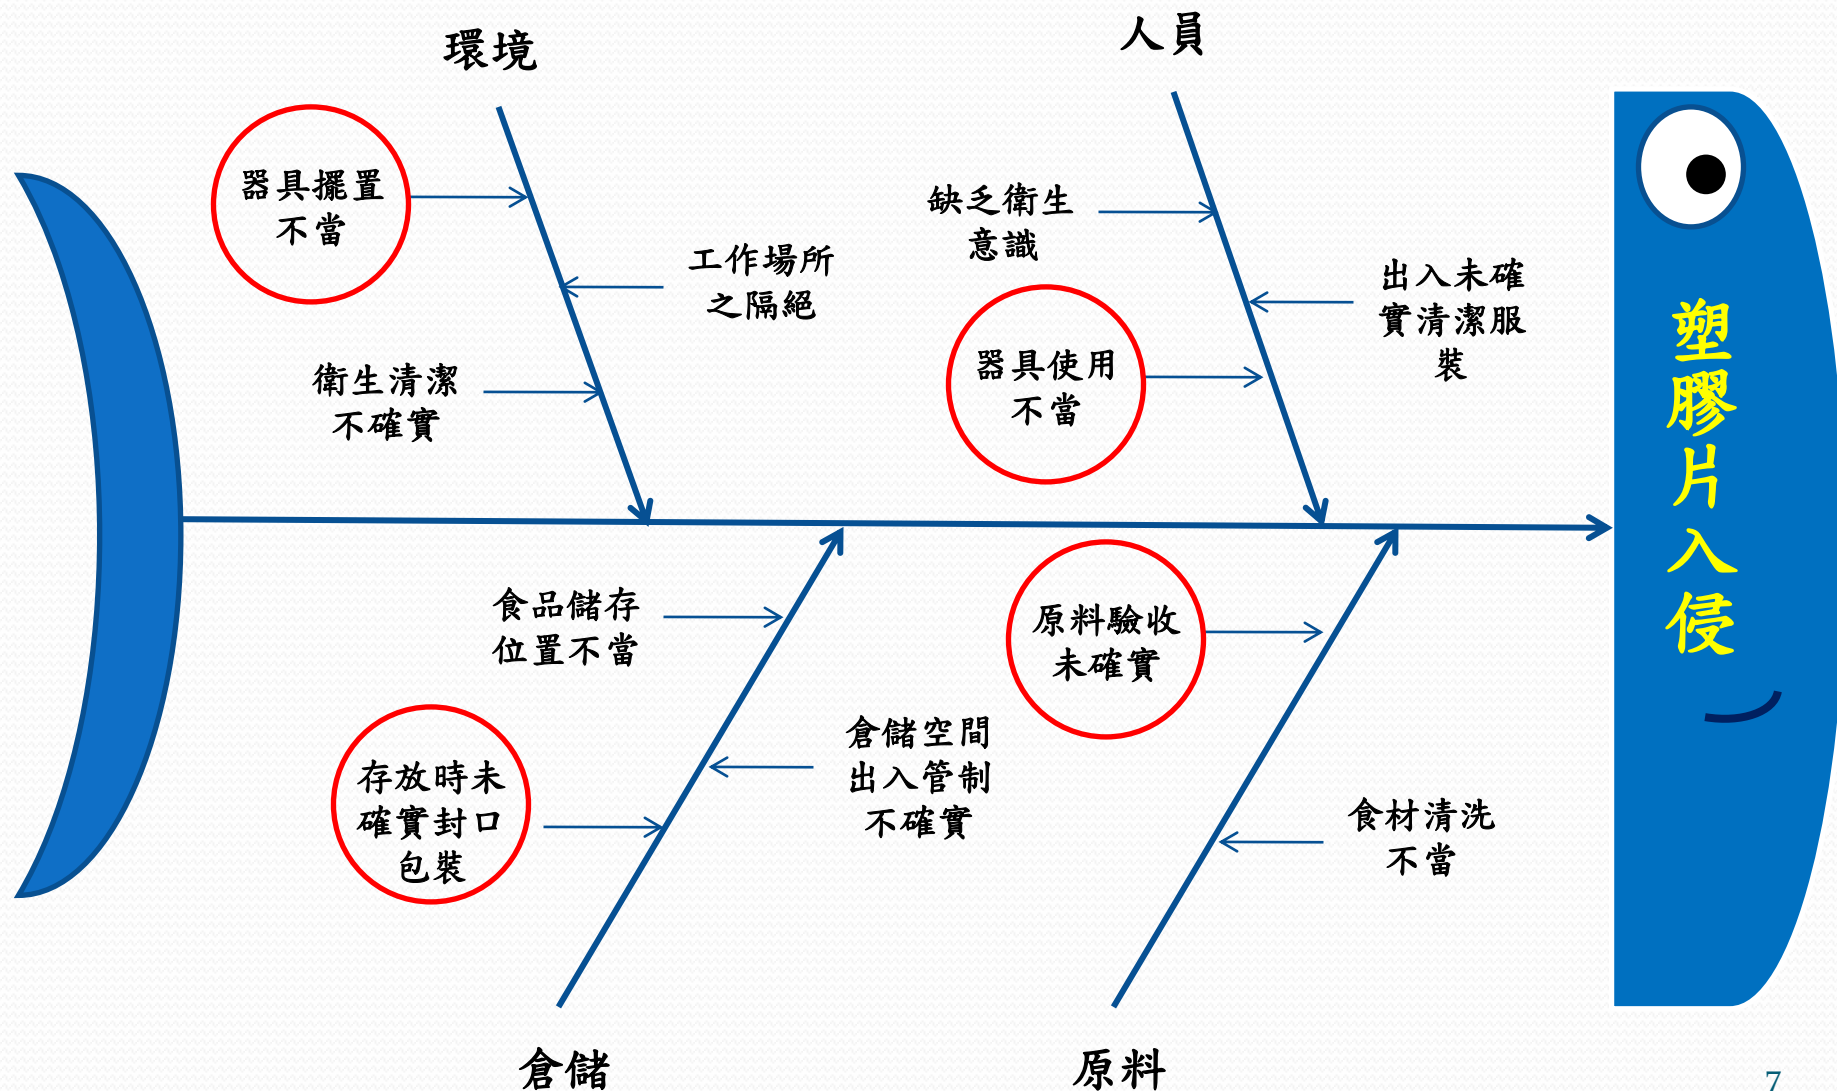 環境
人員
器具擺置
不當
工作場所
之隔絕
衛生清潔
不確實
缺乏衛生
意識
出入未確
實清潔服
裝
器具使用
不當
塑膠片入侵
食品儲存
位置不當
原料驗收
未確實
存放時未
確實封口
包裝
倉儲空間
出入管制
不確實
食材清洗
不當
倉儲
原料
7